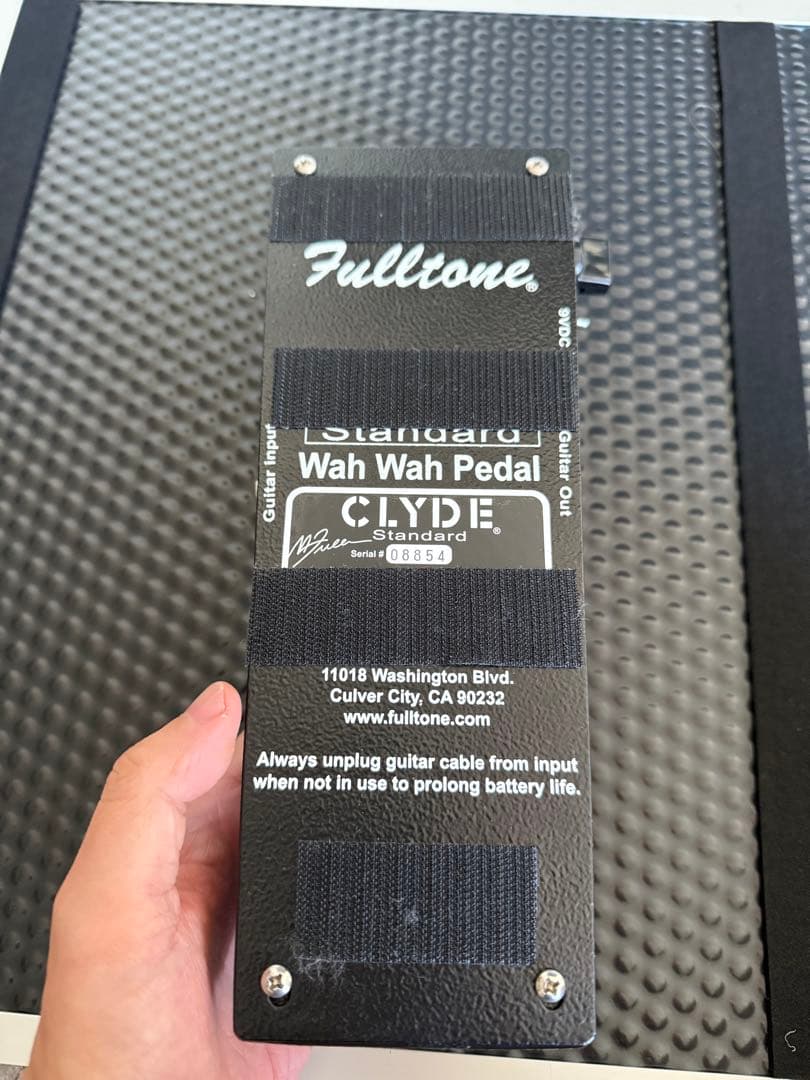 Fulltone®
9VDC
Standard
Guitar Input
Guitar Out
Wah Wah Pedal
CLYDE®
Standard
Serial # 08854
11018 Washington Blvd.
Culver City, CA 90232
www.fulltone.com
Always unplug guitar cable from input
when not in use to prolong battery life.